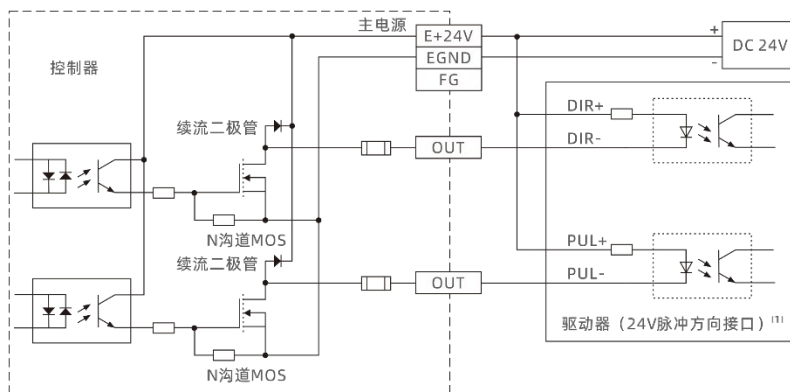 主电源
E+24V
+
DC 24V
EGND
-
控制器
FG
DIR+
续流二极管
OUT
DIR-
N沟道MOS
续流二极管
PUL+
OUT
PUL-
驱动器（24V脉冲方向接口）[1]
N沟道MOS